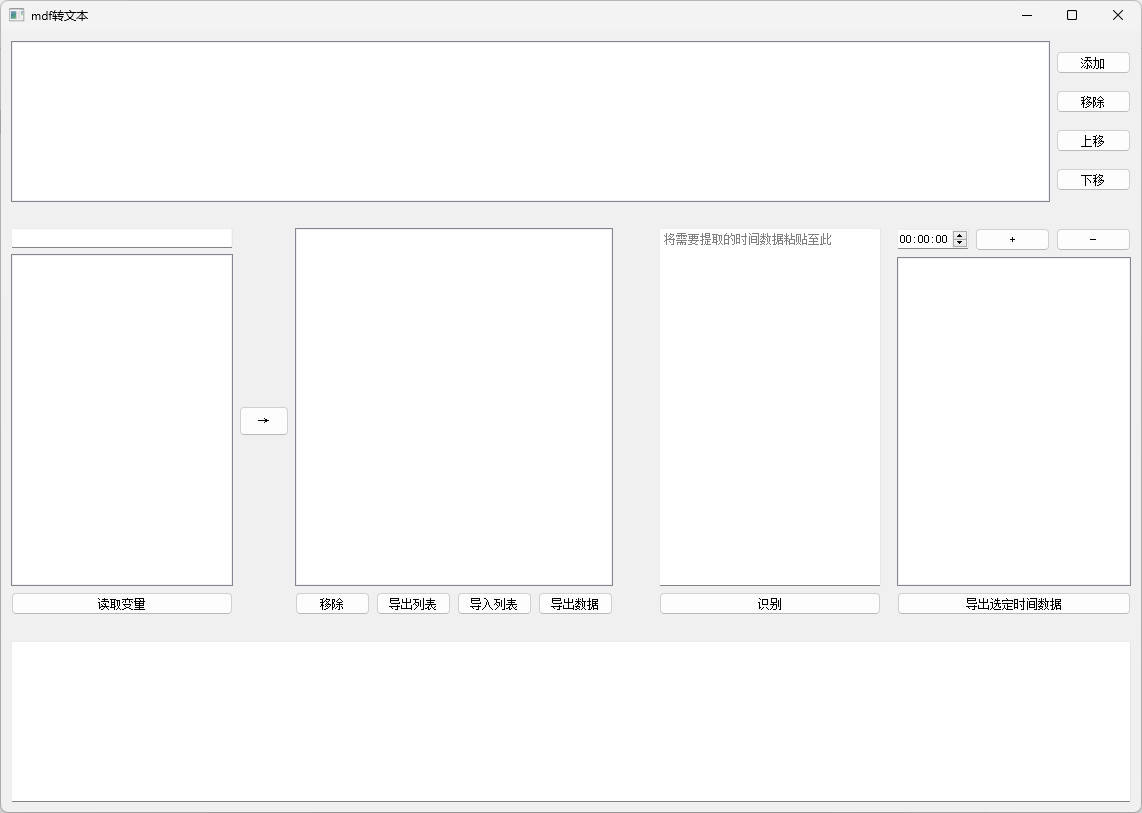 mdf转文本
添加
移除
上移
下移
将需要提取的时间数据粘贴至此
00:00:00
+
-
→
读取变量
移除
导出列表
导入列表
导出数据
识别
导出选定时间数据